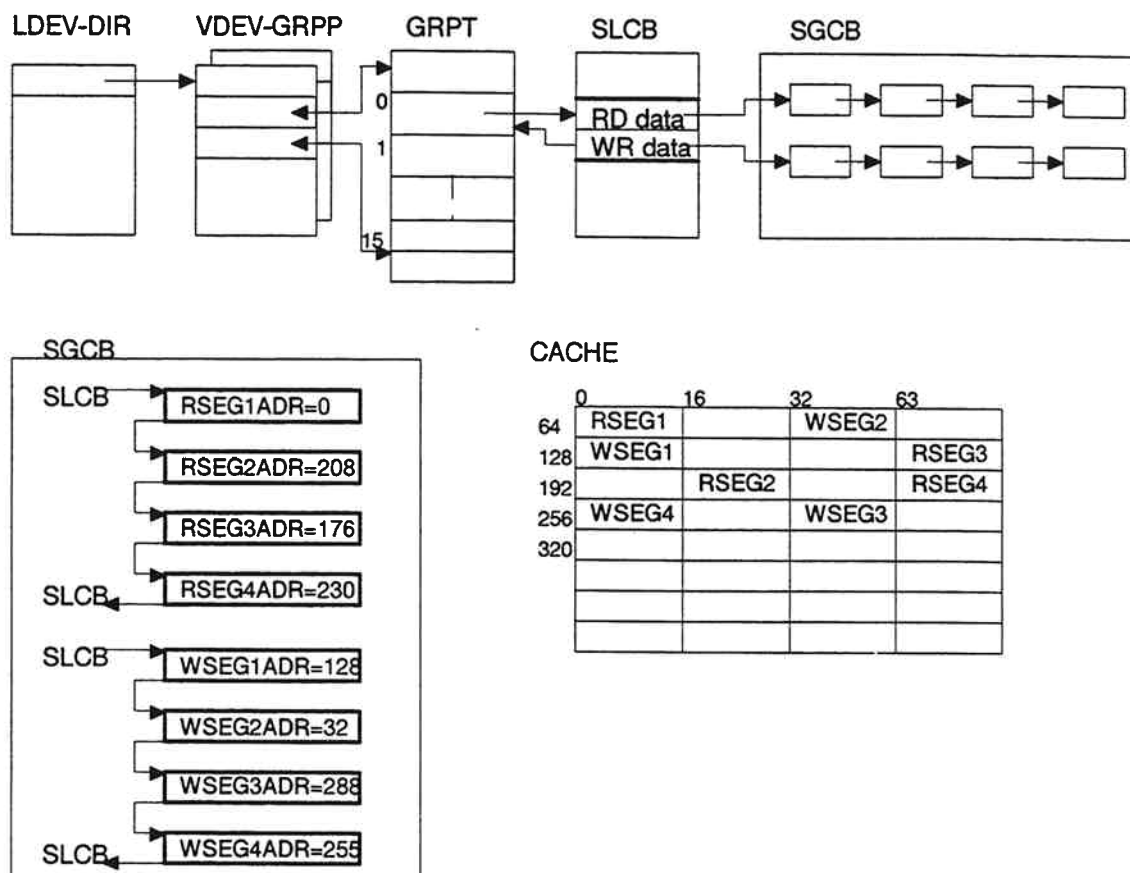 LDEV-DIR VDEV-GRPP GRPT SLCB SGCB
0
RD data
1
WR data
15
SGCB
SLCB
RSEG1ADR=0
RSEG2ADR=208
RSEG3ADR=176
RSEG4ADR=230
SLCB
SLCB
WSEG1ADR=128
WSEG2ADR=32
WSEG3ADR=288
WSEG4ADR=255
SLCB
CACHE
0 16 32 63
64 RSEG1 WSEG2
128 WSEG1 RSEG3
192 RSEG2 RSEG4
256 WSEG4 WSEG3
320